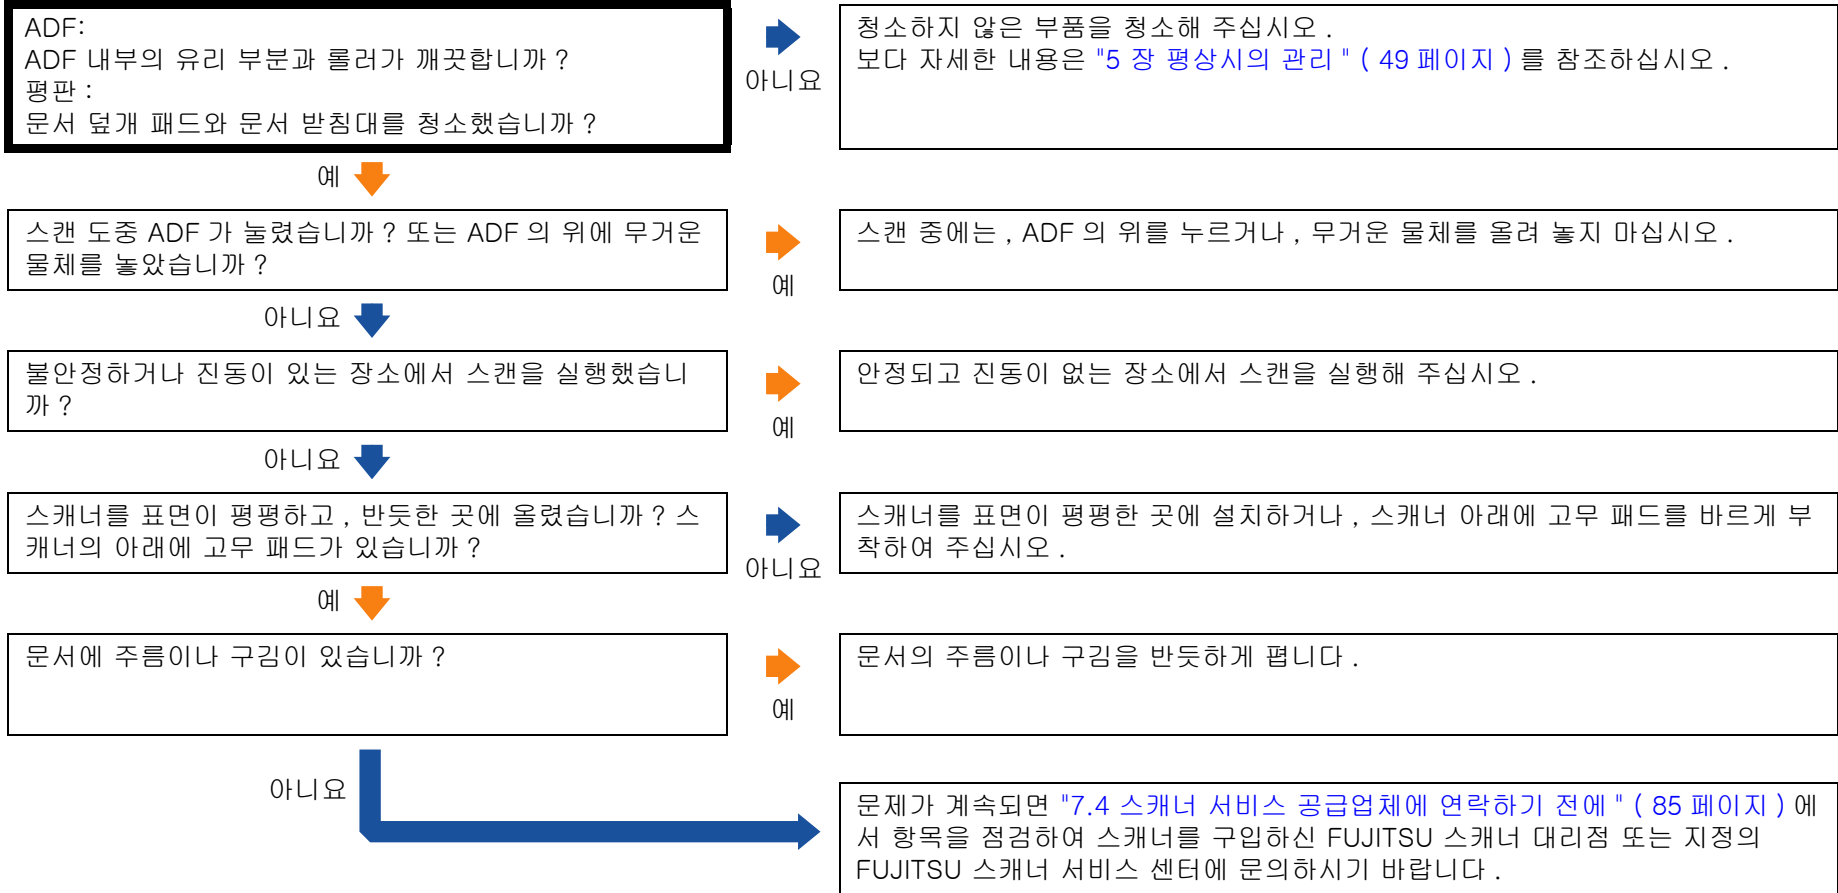 ADF:
ADF 내부의 유리 부분과 롤러가 깨끗합니까 ?
평판 :
문서 덮개 패드와 문서 받침대를 청소했습니까 ?
아니요
청소하지 않은 부품을 청소해 주십시오 .
보다 자세한 내용은 "5 장 평상시의 관리 " ( 49 페이지 ) 를 참조하십시오 .
예
스캔 도중 ADF 가 눌렸습니까 ? 또는 ADF 의 위에 무거운
물체를 놓았습니까 ?
예
스캔 중에는 , ADF 의 위를 누르거나 , 무거운 물체를 올려 놓지 마십시오 .
아니요
불안정하거나 진동이 있는 장소에서 스캔을 실행했습니
까 ?
예
안정되고 진동이 없는 장소에서 스캔을 실행해 주십시오 .
아니요
스캐너를 표면이 평평하고 , 반듯한 곳에 올렸습니까 ? 스
캐너의 아래에 고무 패드가 있습니까 ?
아니요
스캐너를 표면이 평평한 곳에 설치하거나 , 스캐너 아래에 고무 패드를 바르게 부
착하여 주십시오 .
예
문서에 주름이나 구김이 있습니까 ?
예
문서의 주름이나 구김을 반듯하게 폅니다 .
아니요
문제가 계속되면 "7.4 스캐너 서비스 공급업체에 연락하기 전에 " ( 85 페이지 ) 에
서 항목을 점검하여 스캐너를 구입하신 FUJITSU 스캐너 대리점 또는 지정의
FUJITSU 스캐너 서비스 센터에 문의하시기 바랍니다 .